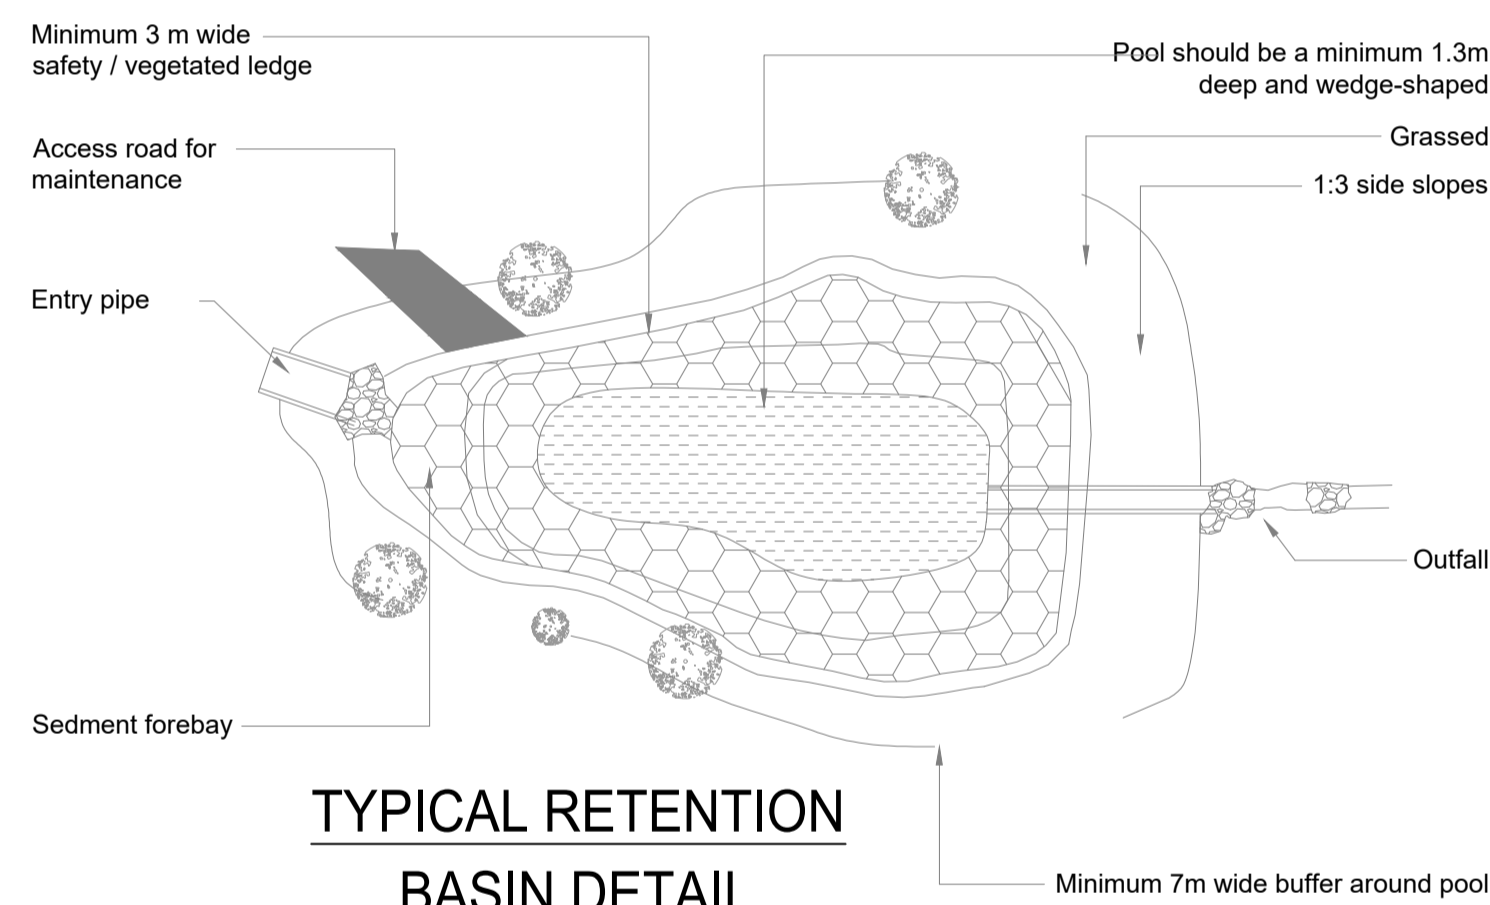 Minimum 3 m wide
safety / vegetated ledge
Pool should be a minimum 1.3m
deep and wedge-shaped
Access road for
maintenance
Grassed
1:3 side slopes
Entry pipe
Outfall
Sedment forebay
TYPICAL RETENTION
BASIN DETAIL
Minimum 7m wide buffer around pool